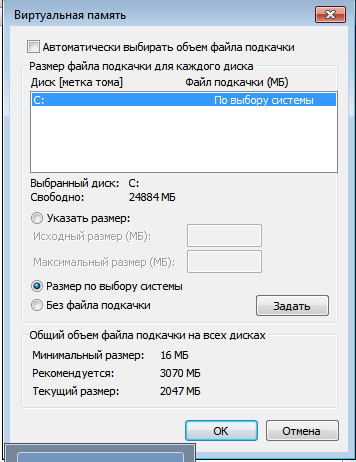 Виртуальная память
Автоматически выбирать объем файла подкачки
Размер файла подкачки для каждого диска
Диск [метка тома] Файл подкачки (МБ)
C: По выбору системы
Выбранный диск: C:
Свободно: 24884 МБ
Указать размер:
Исходный размер (МБ):
Максимальный размер (МБ):
Размер по выбору системы
Без файла подкачки
Задать
Общий объем файла подкачки на всех дисках
Минимальный размер: 16 МБ
Рекомендуется: 3070 МБ
Текущий размер: 2047 МБ
ОК Отмена